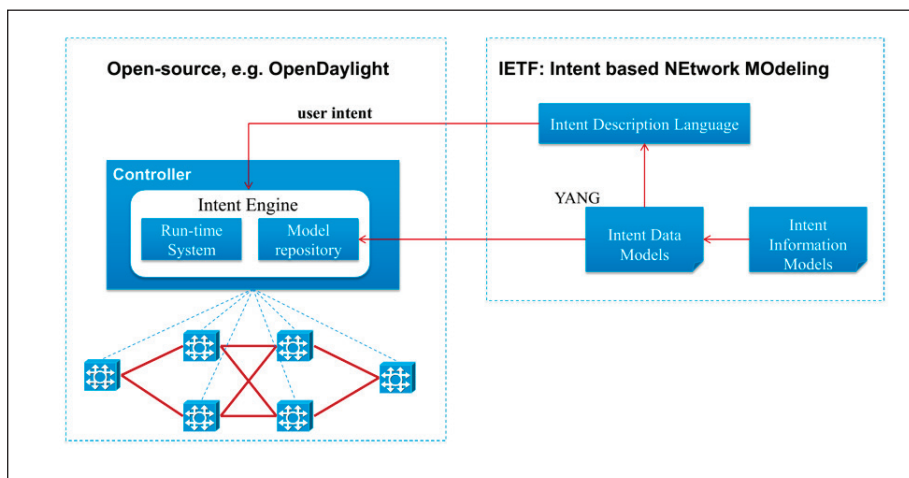 Open-source, e.g. OpenDaylight
IETF: Intent based NEtwork MOdeling
user intent
Intent Description Language
Controller
Intent Engine
Run-time
System
Model
repository
YANG
Intent Data
Models
Intent
Information
Models